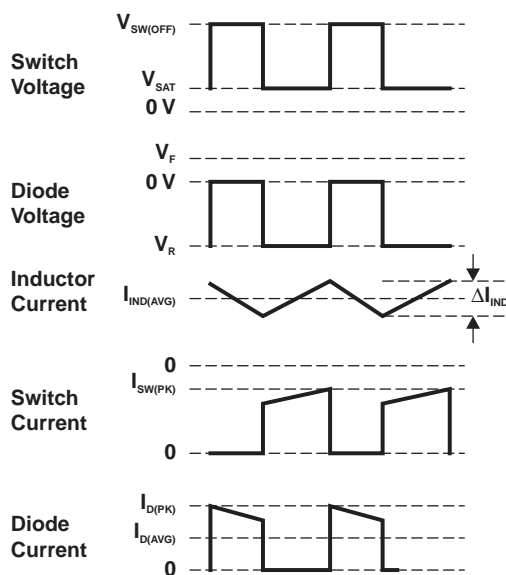 V_SW(OFF)
Switch
Voltage
V_SAT
0 V
V_F
0 V
Diode
Voltage
V_R
Inductor
Current
I_IND(AVG)
ΔI_IND
0
I_SW(PK)
Switch
Current
0
I_D(PK)
Diode
Current
I_D(AVG)
0